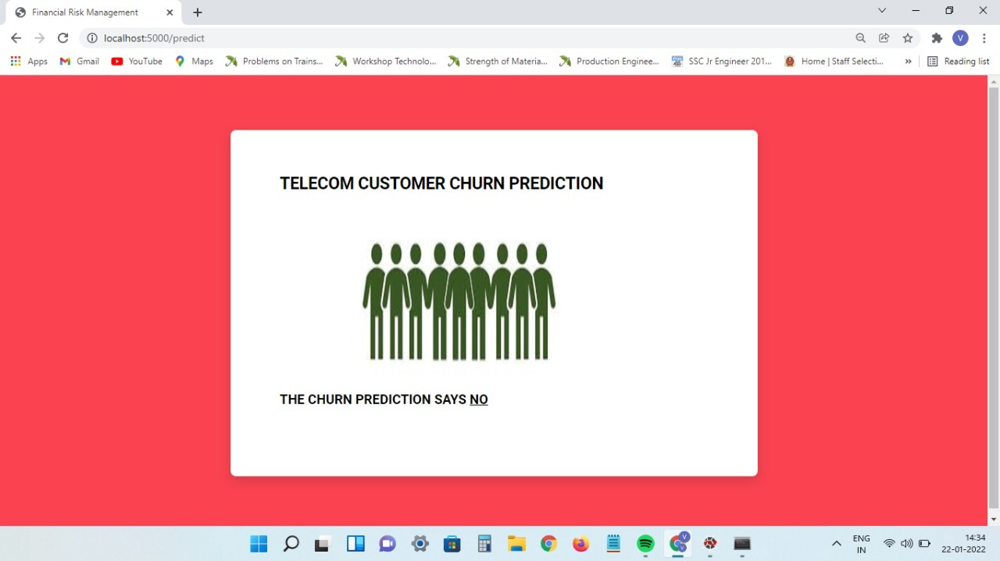 Financial Risk Management
localhost:5000/predict
V
Apps Gmail YouTube Maps Problems on Trains... Workshop Technolo... Strength of Materia... Production Enginee... SSC Jr Engineer 201... Home | Staff Selecti... » Reading list
TELECOM CUSTOMER CHURN PREDICTION
THE CHURN PREDICTION SAYS NO
ENG
IN
14:34
22-01-2022